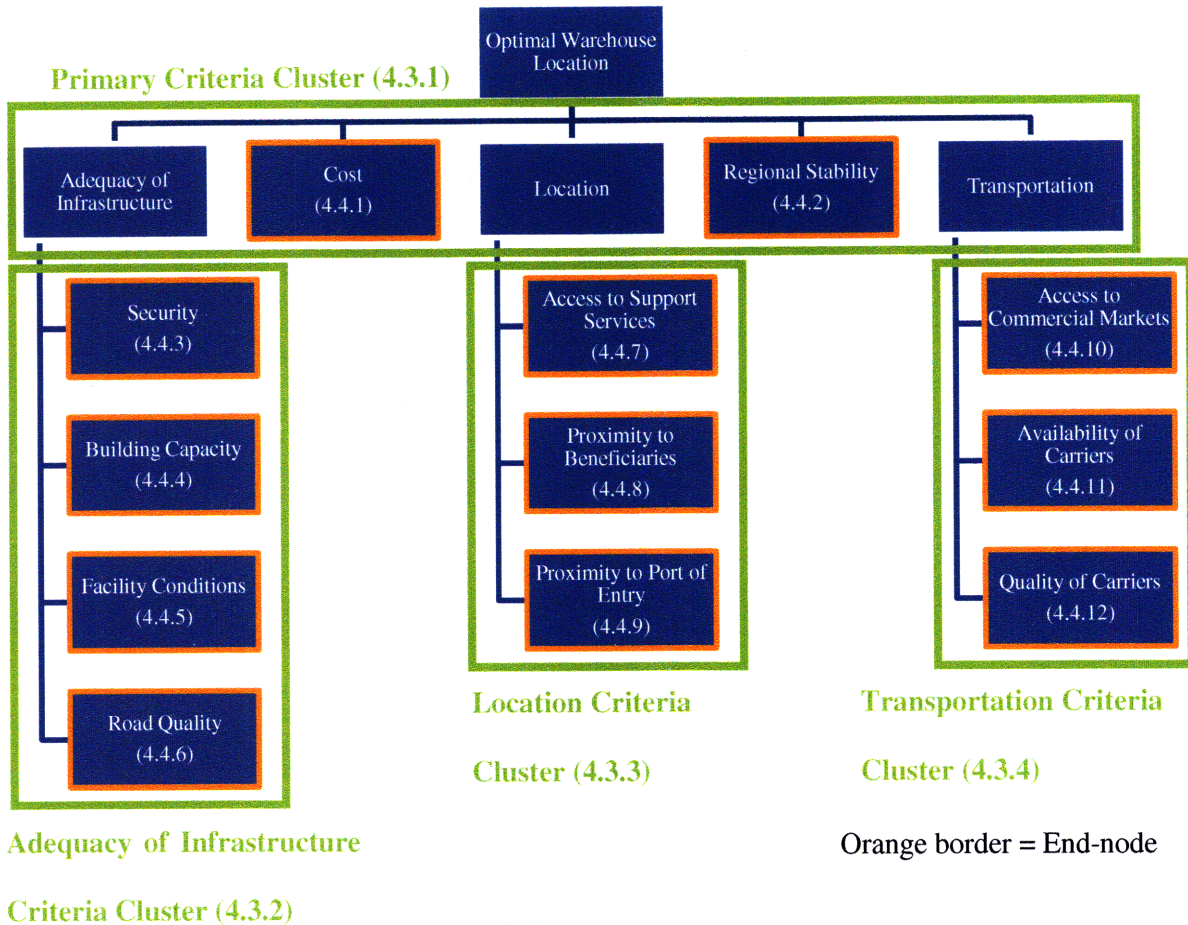 Optimal Warehouse
Location
Primary Criteria Cluster (4.3.1)
Adequacy of
Infrastructure
Cost
(4.4.1)
Location
Regional Stability
(4.4.2)
Transportation
Security
(4.4.3)
Building Capacity
(4.4.4)
Facility Conditions
(4.4.5)
Road Quality
(4.4.6)
Adequacy of Infrastructure
Criteria Cluster (4.3.2)
Access to Support
Services
(4.4.7)
Proximity to
Beneficiaries
(4.4.8)
Proximity to Port of
Entry
(4.4.9)
Location Criteria
Cluster (4.3.3)
Access to
Commercial Markets
(4.4.10)
Availability of
Carriers
(4.4.11)
Quality of Carriers
(4.4.12)
Transportation Criteria
Cluster (4.3.4)
Orange border = End-node